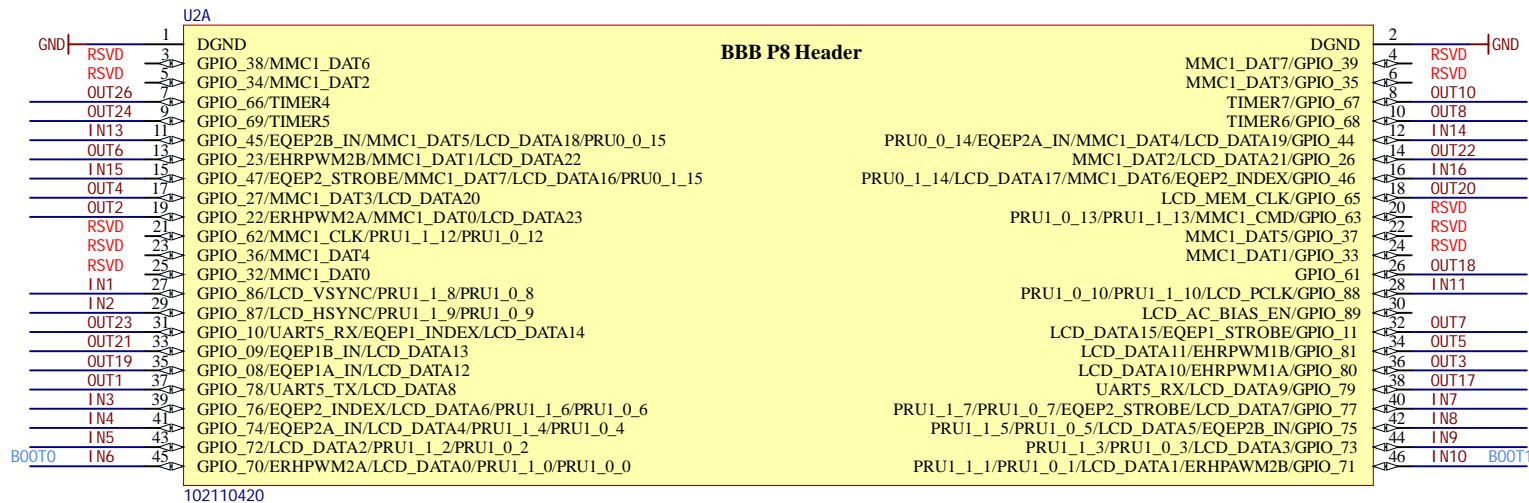 U2A
BBB P8 Header
GND 1 DGND DGND 2 GND
RSVD 3 GPIO_38/MMC1_DAT6 MMC1_DAT7/GPIO_39 4 RSVD
RSVD 5 GPIO_34/MMC1_DAT2 MMC1_DAT3/GPIO_35 6 RSVD
OUT26 7 GPIO_66/TIMER4 TIMER7/GPIO_67 8 OUT10
OUT24 9 GPIO_69/TIMER5 TIMER6/GPIO_68 10 OUT8
IN13 11 GPIO_45/EQEP2B_IN/MMC1_DAT5/LCD_DATA18/PRU0_0_15 PRU0_0_14/EQEP2A_IN/MMC1_DAT4/LCD_DATA19/GPIO_44 12 IN14
OUT6 13 GPIO_23/EHRPWM2B/MMC1_DAT1/LCD_DATA22 MMC1_DAT2/LCD_DATA21/GPIO_26 14 OUT22
IN15 15 GPIO_47/EQEP2_STROBE/MMC1_DAT7/LCD_DATA16/PRU0_1_15 PRU0_1_14/LCD_DATA17/MMC1_DAT6/EQEP2_INDEX/GPIO_46 16 IN16
OUT4 17 GPIO_27/MMC1_DAT3/LCD_DATA20 LCD_MEM_CLK/GPIO_65 18 OUT20
OUT2 19 GPIO_22/ERHPWM2A/MMC1_DAT0/LCD_DATA23 PRU1_0_13/PRU1_1_13/MMC1_CMD/GPIO_63 20 RSVD
RSVD 21 GPIO_62/MMC1_CLK/PRU1_1_12/PRU1_0_12 MMC1_DAT5/GPIO_37 22 RSVD
RSVD 23 GPIO_36/MMC1_DAT4 MMC1_DAT1/GPIO_33 24 RSVD
RSVD 25 GPIO_32/MMC1_DAT0 GPIO_61 26 OUT18
IN1 27 GPIO_86/LCD_VSYNC/PRU1_1_8/PRU1_0_8 PRU1_0_10/PRU1_1_10/LCD_PCLK/GPIO_88 28 IN11
IN2 29 GPIO_87/LCD_HSYNC/PRU1_1_9/PRU1_0_9 LCD_AC_BIAS_EN/GPIO_89 30
OUT23 31 GPIO_10/UART5_RX/EQEP1_INDEX/LCD_DATA14 LCD_DATA15/EQEP1_STROBE/GPIO_11 32 OUT7
OUT21 33 GPIO_09/EQEP1B_IN/LCD_DATA13 LCD_DATA11/EHRPWM1B/GPIO_81 34 OUT5
OUT19 35 GPIO_08/EQEP1A_IN/LCD_DATA12 LCD_DATA10/EHRPWM1A/GPIO_80 36 OUT3
OUT1 37 GPIO_78/UART5_TX/LCD_DATA8 UART5_RX/LCD_DATA9/GPIO_79 38 OUT17
IN3 39 GPIO_76/EQEP2_INDEX/LCD_DATA6/PRU1_1_6/PRU1_0_6 PRU1_1_7/PRU1_0_7/EQEP2_STROBE/LCD_DATA7/GPIO_77 40 IN7
IN4 41 GPIO_74/EQEP2A_IN/LCD_DATA4/PRU1_1_4/PRU1_0_4 PRU1_1_5/PRU1_0_5/LCD_DATA5/EQEP2B_IN/GPIO_75 42 IN8
IN5 43 GPIO_72/LCD_DATA2/PRU1_1_2/PRU1_0_2 PRU1_1_3/PRU1_0_3/LCD_DATA3/GPIO_73 44 IN9
BOOT0 IN6 45 GPIO_70/ERHPWM2A/LCD_DATA0/PRU1_1_0/PRU1_0_0 PRU1_1_1/PRU1_0_1/LCD_DATA1/ERHPAWM2B/GPIO_71 46 IN10 BOOT1
102110420